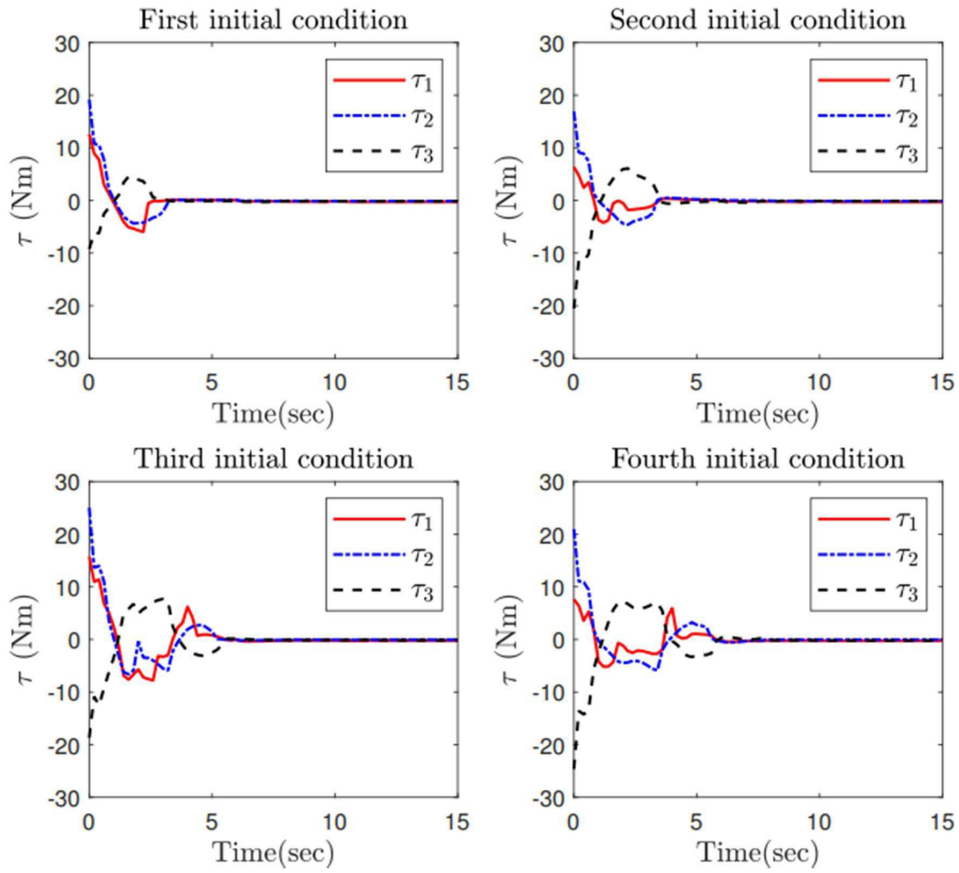 First initial condition
30
20
10
0
-10
-20
-30
τ (Nm)
τ1
τ2
τ3
0 5 10 15
Time(sec)
Second initial condition
30
20
10
0
-10
-20
-30
τ (Nm)
τ1
τ2
τ3
0 5 10 15
Time(sec)
Third initial condition
30
20
10
0
-10
-20
-30
τ (Nm)
τ1
τ2
τ3
0 5 10 15
Time(sec)
Fourth initial condition
30
20
10
0
-10
-20
-30
τ (Nm)
τ1
τ2
τ3
0 5 10 15
Time(sec)